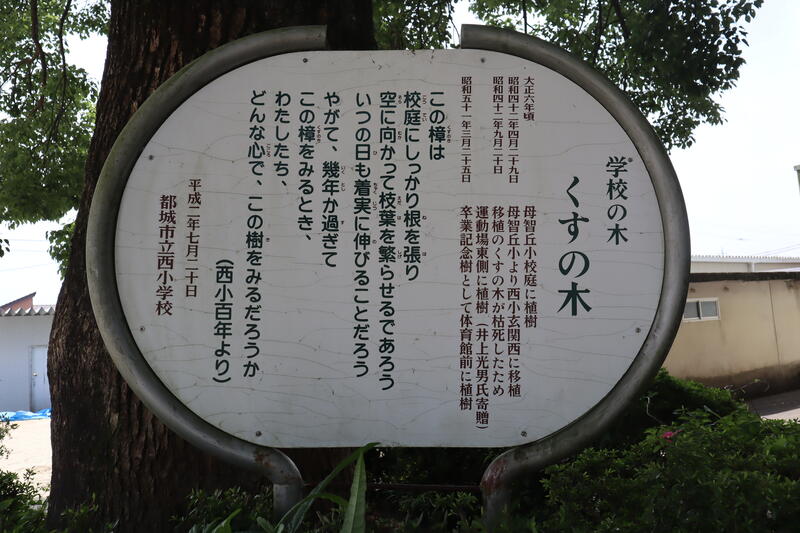 学校の木
くすの木
大正六年頃　母智丘小校庭に植樹
昭和四十二年四月二十九日　母智丘小より西小玄関西に移植
昭和四十二年九月二十日　移植のくすの木が枯死したため
運動場東側に植樹（井上光男氏寄贈）
昭和五十一年三月二十五日　卒業記念樹として体育館前に植樹
この樟は
校庭にしっかり根を張り
空に向かって枝葉を繁らせるであろう
いつの日も着実に伸びることだろう
やがて、幾年か過ぎて
この樟をみるとき、
わたしたち、
どんな心で、この樹をみるだろうか
（西小百年より）
平成二年七月二十日
都城市立西小学校